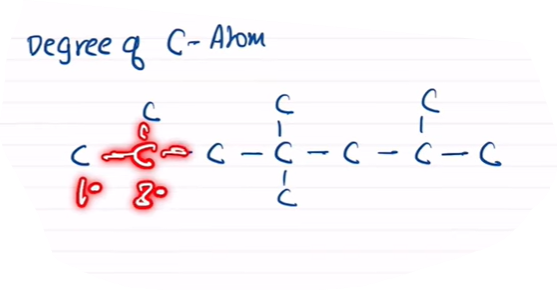 Degree of C-Atom
C C C
C - C - C - C - C - C - C
1° 3° C